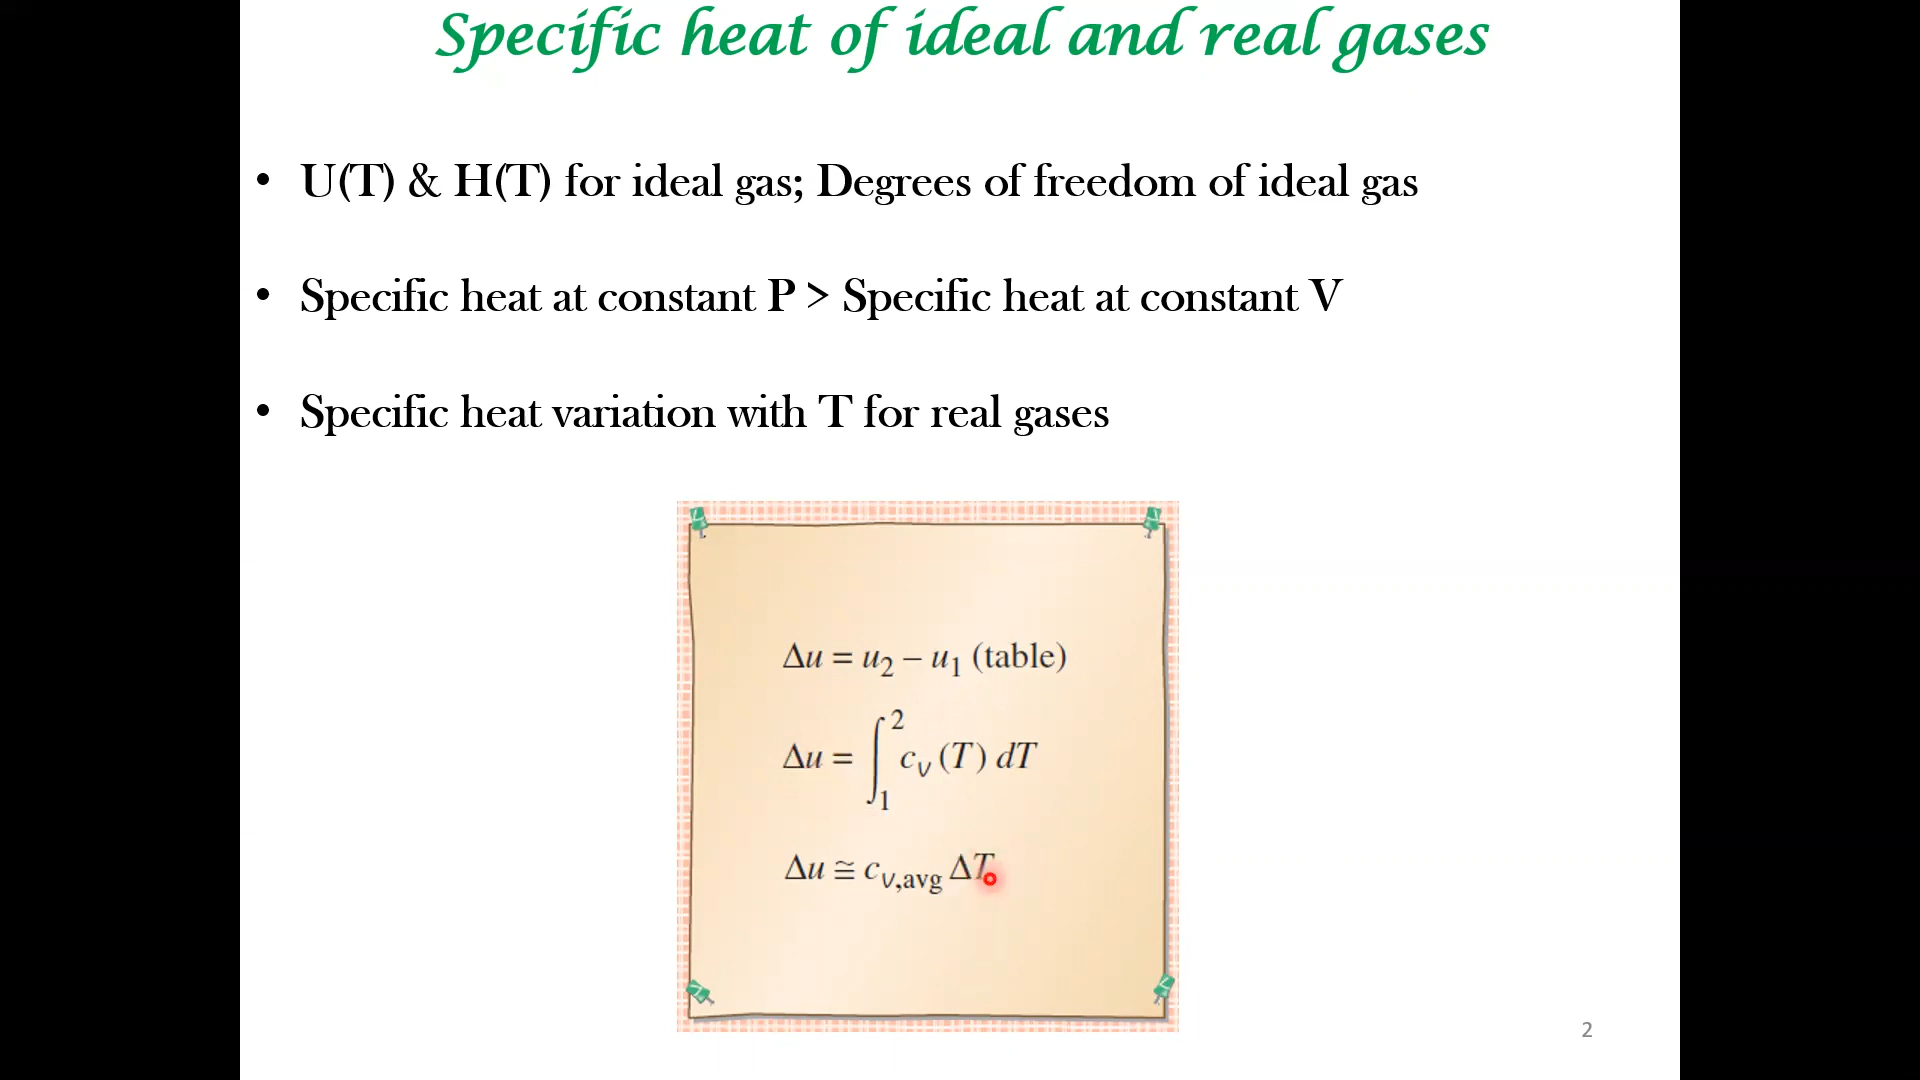 Specific heat of ideal and real gases
• U(T) & H(T) for ideal gas; Degrees of freedom of ideal gas
• Specific heat at constant P > Specific heat at constant V
• Specific heat variation with T for real gases
Δu = u₂ – u₁ (table)
Δu = ∫₁² cᵥ (T) dT
Δu ≅ c_{v,avg} ΔT
2